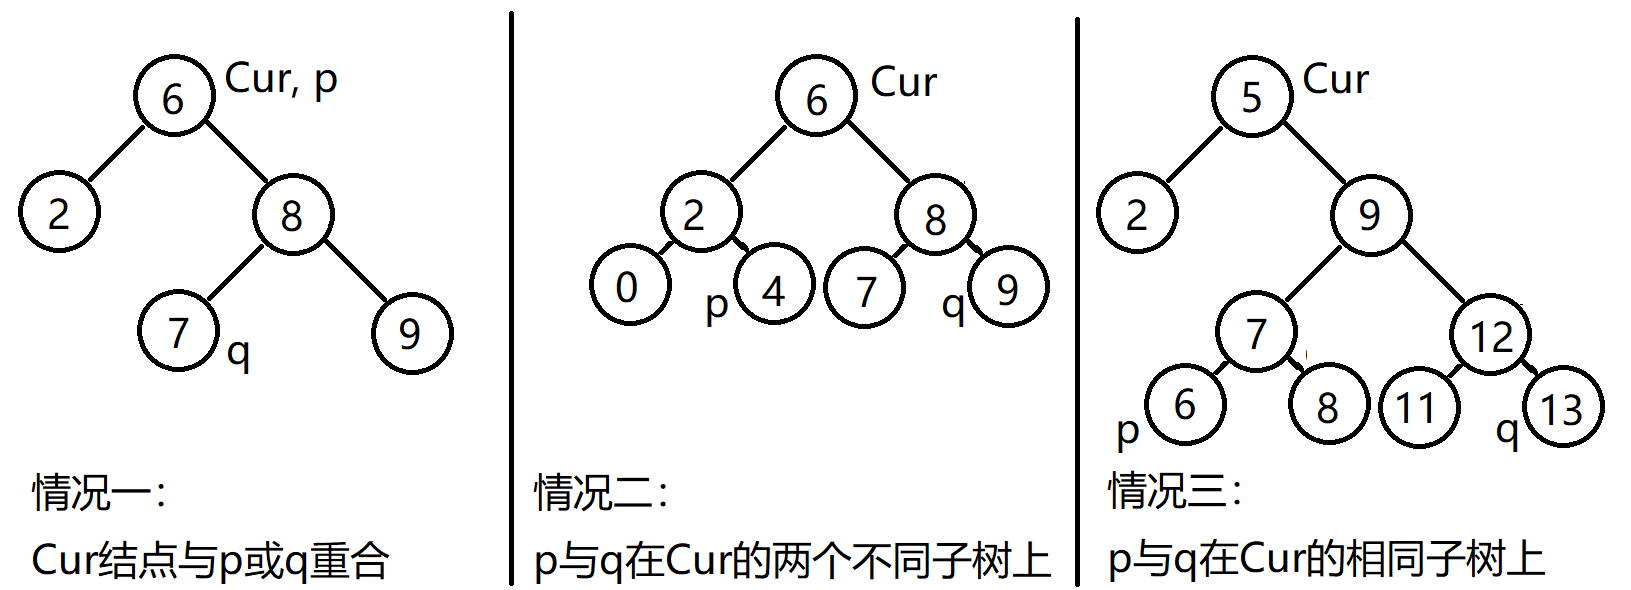 6 Cur, p
2 8
7 q 9
情况一：
Cur结点与p或q重合
6 Cur
2 8
0 p 4 7 q 9
情况二：
p与q在Cur的两个不同子树上
5 Cur
2 9
7 12
p 6 8 11 q 13
情况三：
p与q在Cur的相同子树上